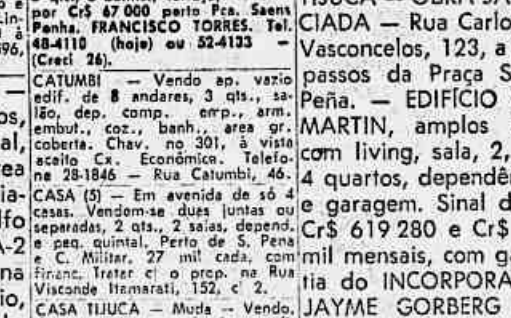 por Cr$ 67 000 perto Pca. Saens
Penha. FRANCISCO TORRES. Tel.
48-4110 (hoje) ou 52-4133 —
(Creci 26).
CATUMBI — Vendo ap. vazio
edif. de 8 andares, 3 qts., sa-
lão, dep. comp. emp., arm.
embut., coz., banh., area gr.
coberta. Chav. no 301, à vista
aceito Cx. Econômica. Telefo-
ne 28-1846 — Rua Catumbi, 46.
CASA (5) — Em avenida de só 4
casas. Vendem-se duas juntas ou
separadas, 2 qts., 2 salas, depend.
e peq. quintal. Perto de S. Pena
e C. Militar. 27 mil cada, com
financ. Tratar c| o prop. na Rua
Visconde Itamarati, 152, c| 2.
CASA TIJUCA — Muda — Vendo.
CIADA — Rua Carlo
Vasconcelos, 123, a
passos da Praça S
Peña. — EDIFÍCIO
MARTIN, amplos
com living, sala, 2,
4 quartos, dependê
e garagem. Sinal d
Cr$ 619 280 e Cr$
mil mensais, com g
tia do INCORPORA
JAYME GORBERG